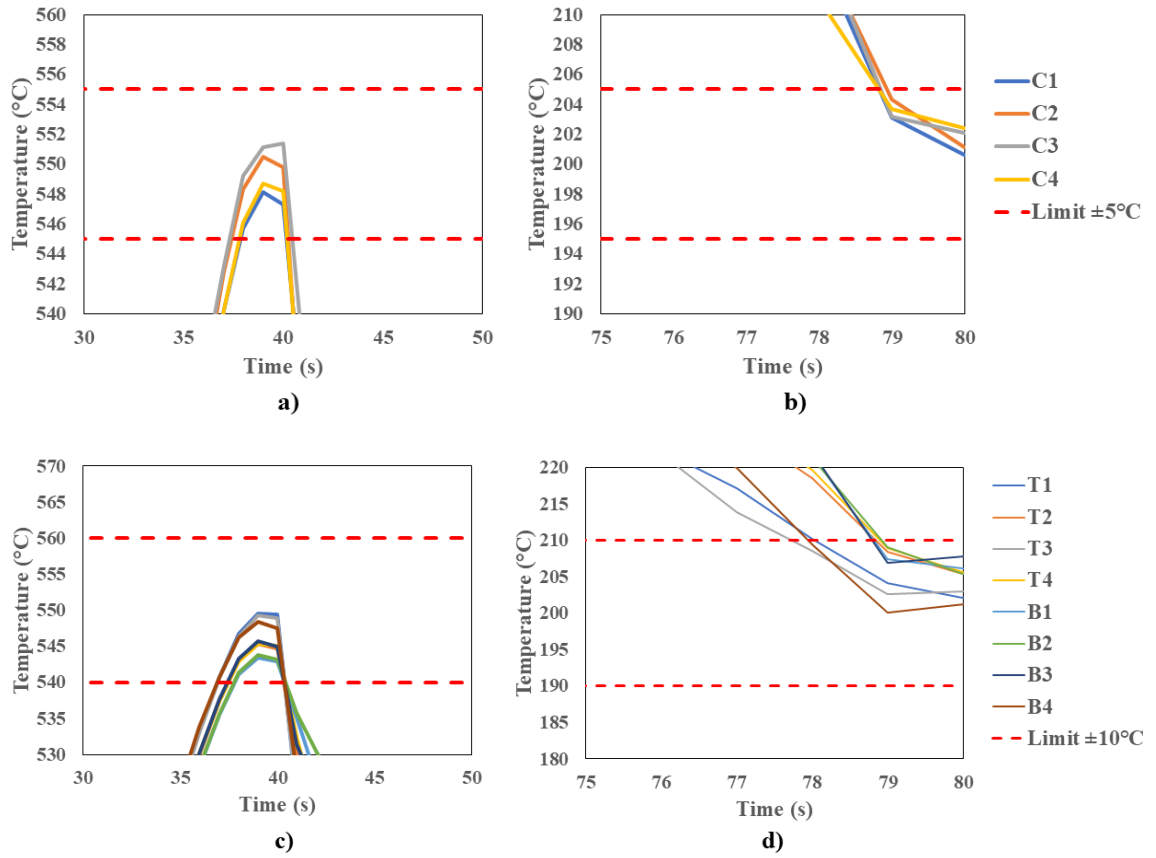 560
558
556
554
552
550
548
546
544
542
540
Temperature (°C)
30 35 40 45 50
Time (s)
a)
210
208
206
204
202
200
198
196
194
192
190
Temperature (°C)
75 76 77 78 79 80
Time (s)
b)
C1
C2
C3
C4
Limit ±5°C
570
565
560
555
550
545
540
535
530
Temperature (°C)
30 35 40 45 50
Time (s)
c)
220
215
210
205
200
195
190
185
180
Temperature (°C)
75 76 77 78 79 80
Time (s)
d)
T1
T2
T3
T4
B1
B2
B3
B4
Limit ±10°C